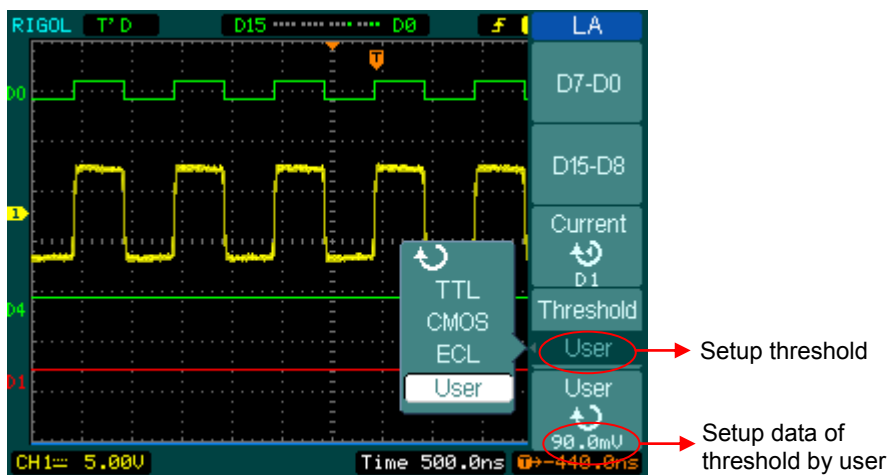 RIGOL T'D D15 D0 LA
D7-D0
D0
D15-D8
1
Current
D1
TTL
D4
Threshold
CMOS
ECL
User
Setup threshold
D1
User
User
90.0mV
Setup data of
threshold by user
CH1 5.00V Time 500.0ns T→-440.0ns
T